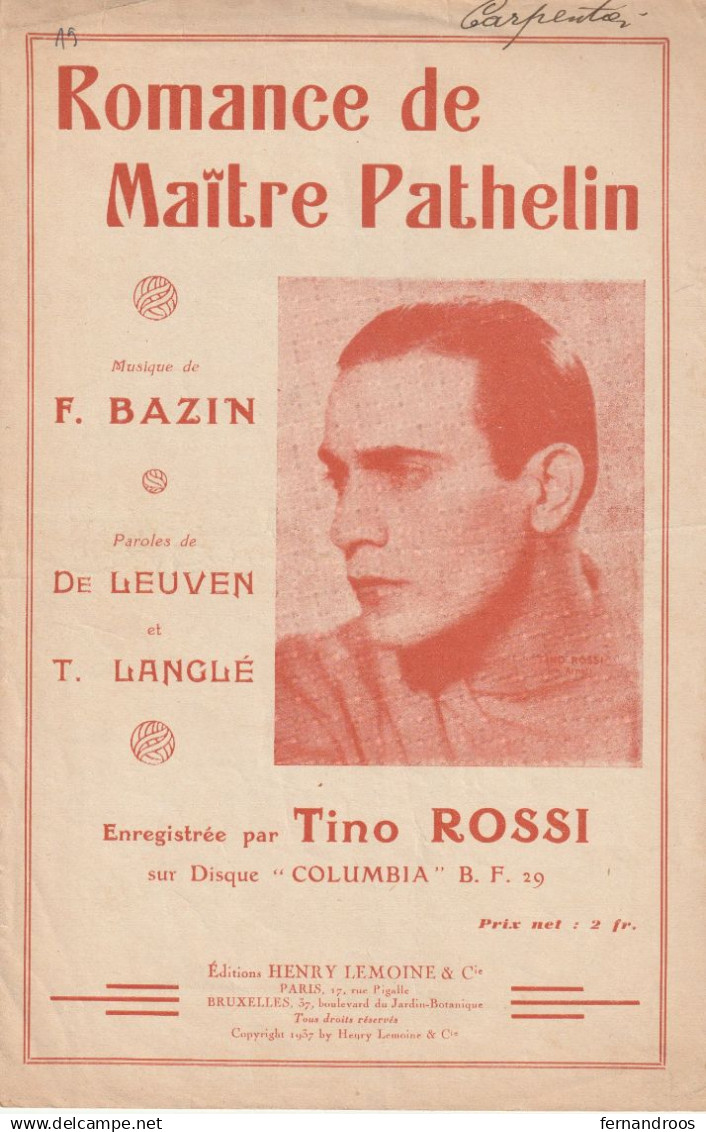 19
Carpentier
Romance de
Maître Pathelin
Musique de
F. BAZIN
Paroles de
DE LEUVEN
et
T. LANGLÉ
TINO ROSSI
Enregistrée par Tino ROSSI
sur Disque "COLUMBIA" B. F. 29
Prix net : 2 fr.
Éditions HENRY LEMOINE & Cie
PARIS, 17, rue Pigalle
BRUXELLES, 37, boulevard du Jardin-Botanique
Tous droits réservés
Copyright 1937 by Henry Lemoine & Cie
www.delcampe.net
fernandroos